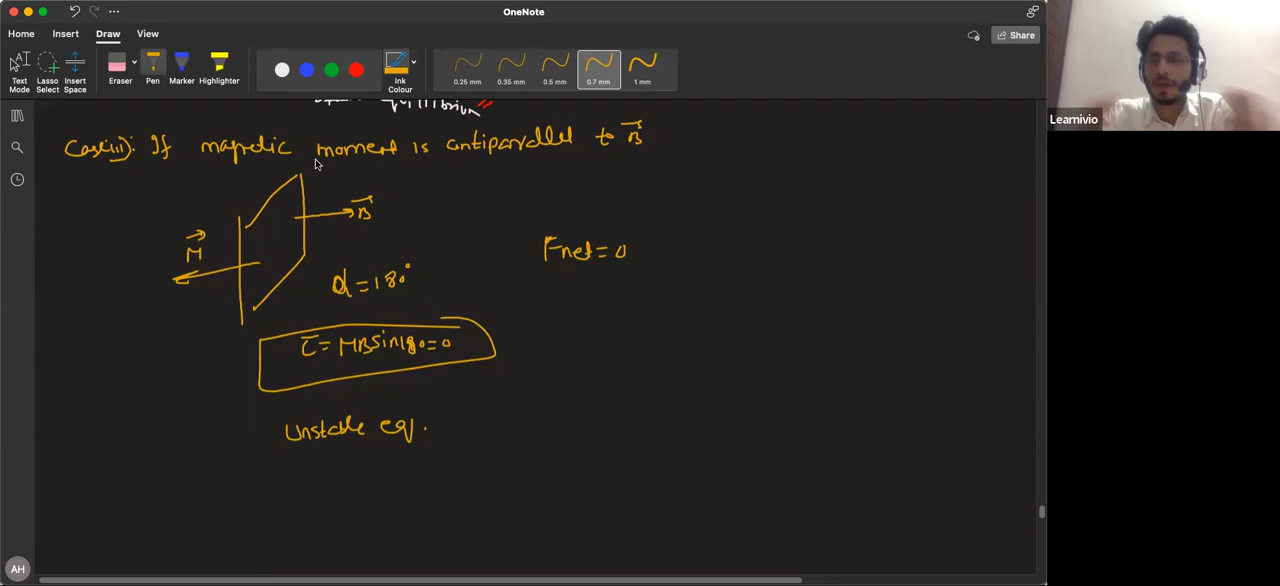 OneNote
Home Insert Draw View
Share
Text Mode Lasso Select Insert Space Eraser Pen Marker Highlighter Ink Colour 0.25 mm 0.35 mm 0.5 mm 0.7 mm 1 mm
Learnivio
Case(iii): If magnetic moment is antiparallel to B
B
M
Fnet = 0
α = 180°
τ = MB sin180 = 0
unstable eq.
AH